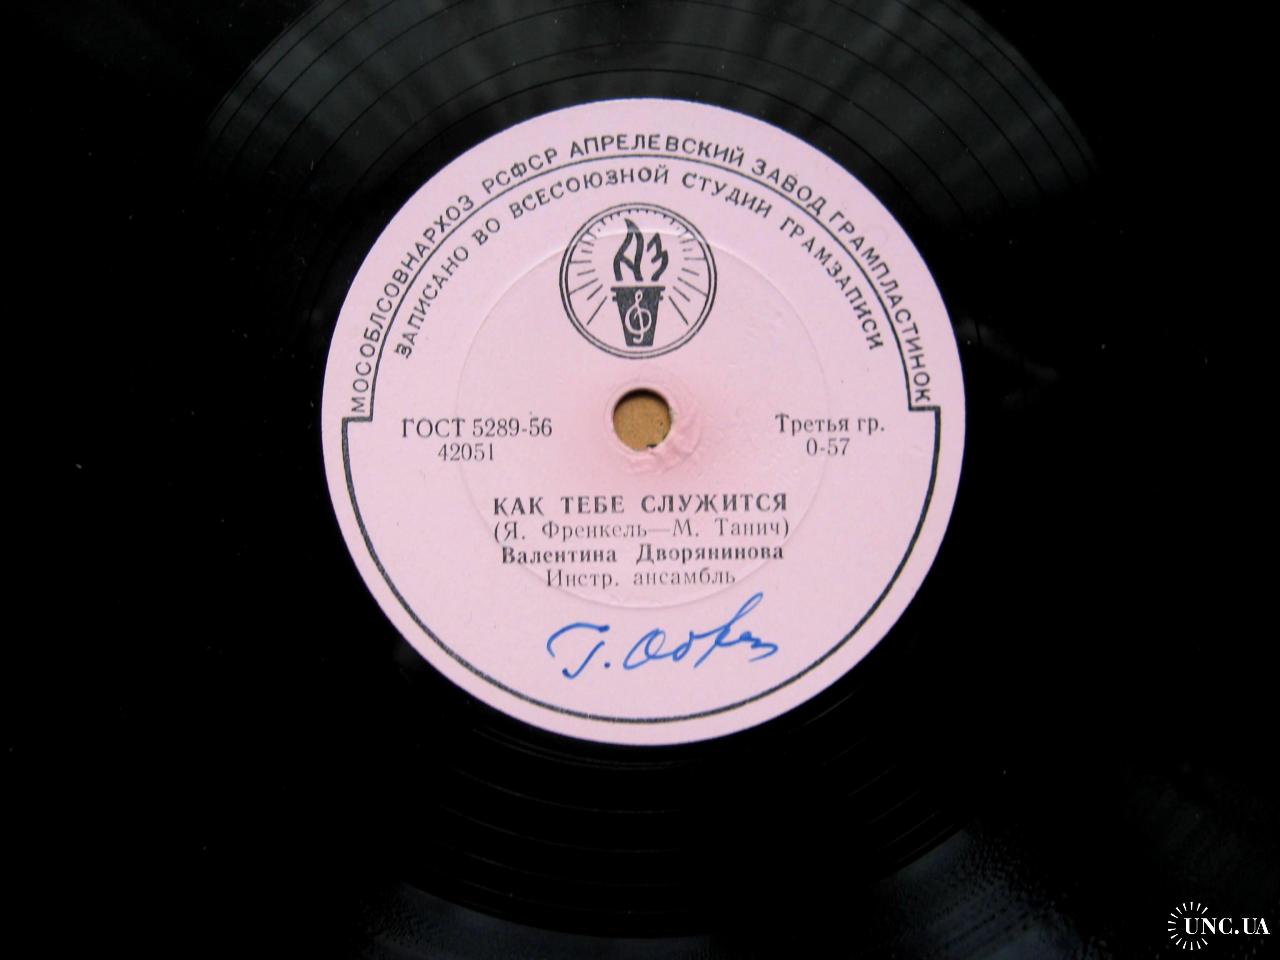 МОСОБЛСОВНАРХОЗ РСФСР АПРЕЛЕВСКИЙ ЗАВОД ГРАМПЛАСТИНОК
ЗАПИСАНО ВО ВСЕСОЮЗНОЙ СТУДИИ ГРАМЗАПИСИ
АЗ
ГОСТ 5289-56
42051
Третья гр.
0-57
КАК ТЕБЕ СЛУЖИТСЯ
(Я. Френкель—М. Танич)
Валентина Дворянинова
Инстр. ансамбль
UNC.UA